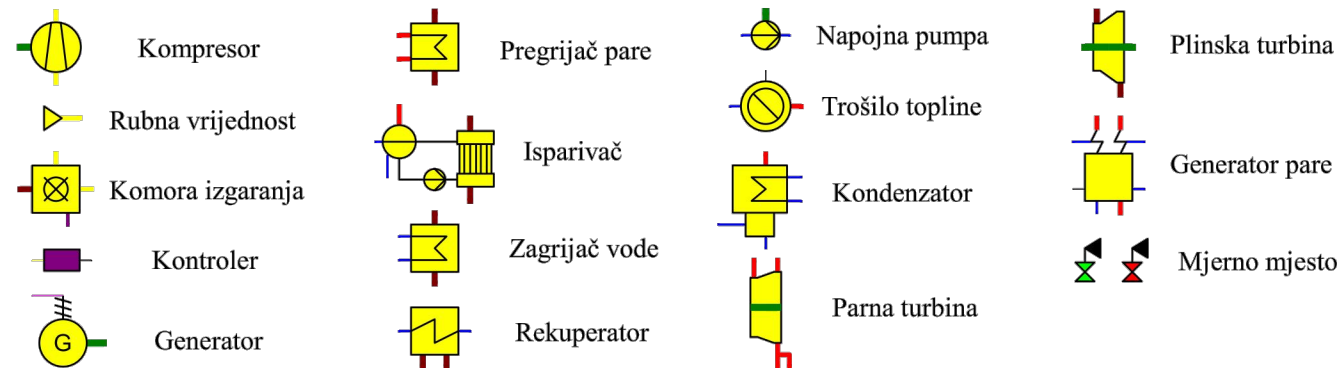 Kompresor
Rubna vrijednost
Komora izgaranja
Kontroler
G
Generator
Pregrijač pare
Isparivač
Zagrijač vode
Rekuperator
Napojna pumpa
Trošilo topline
Kondenzator
Parna turbina
Plinska turbina
Generator pare
Mjerno mjesto